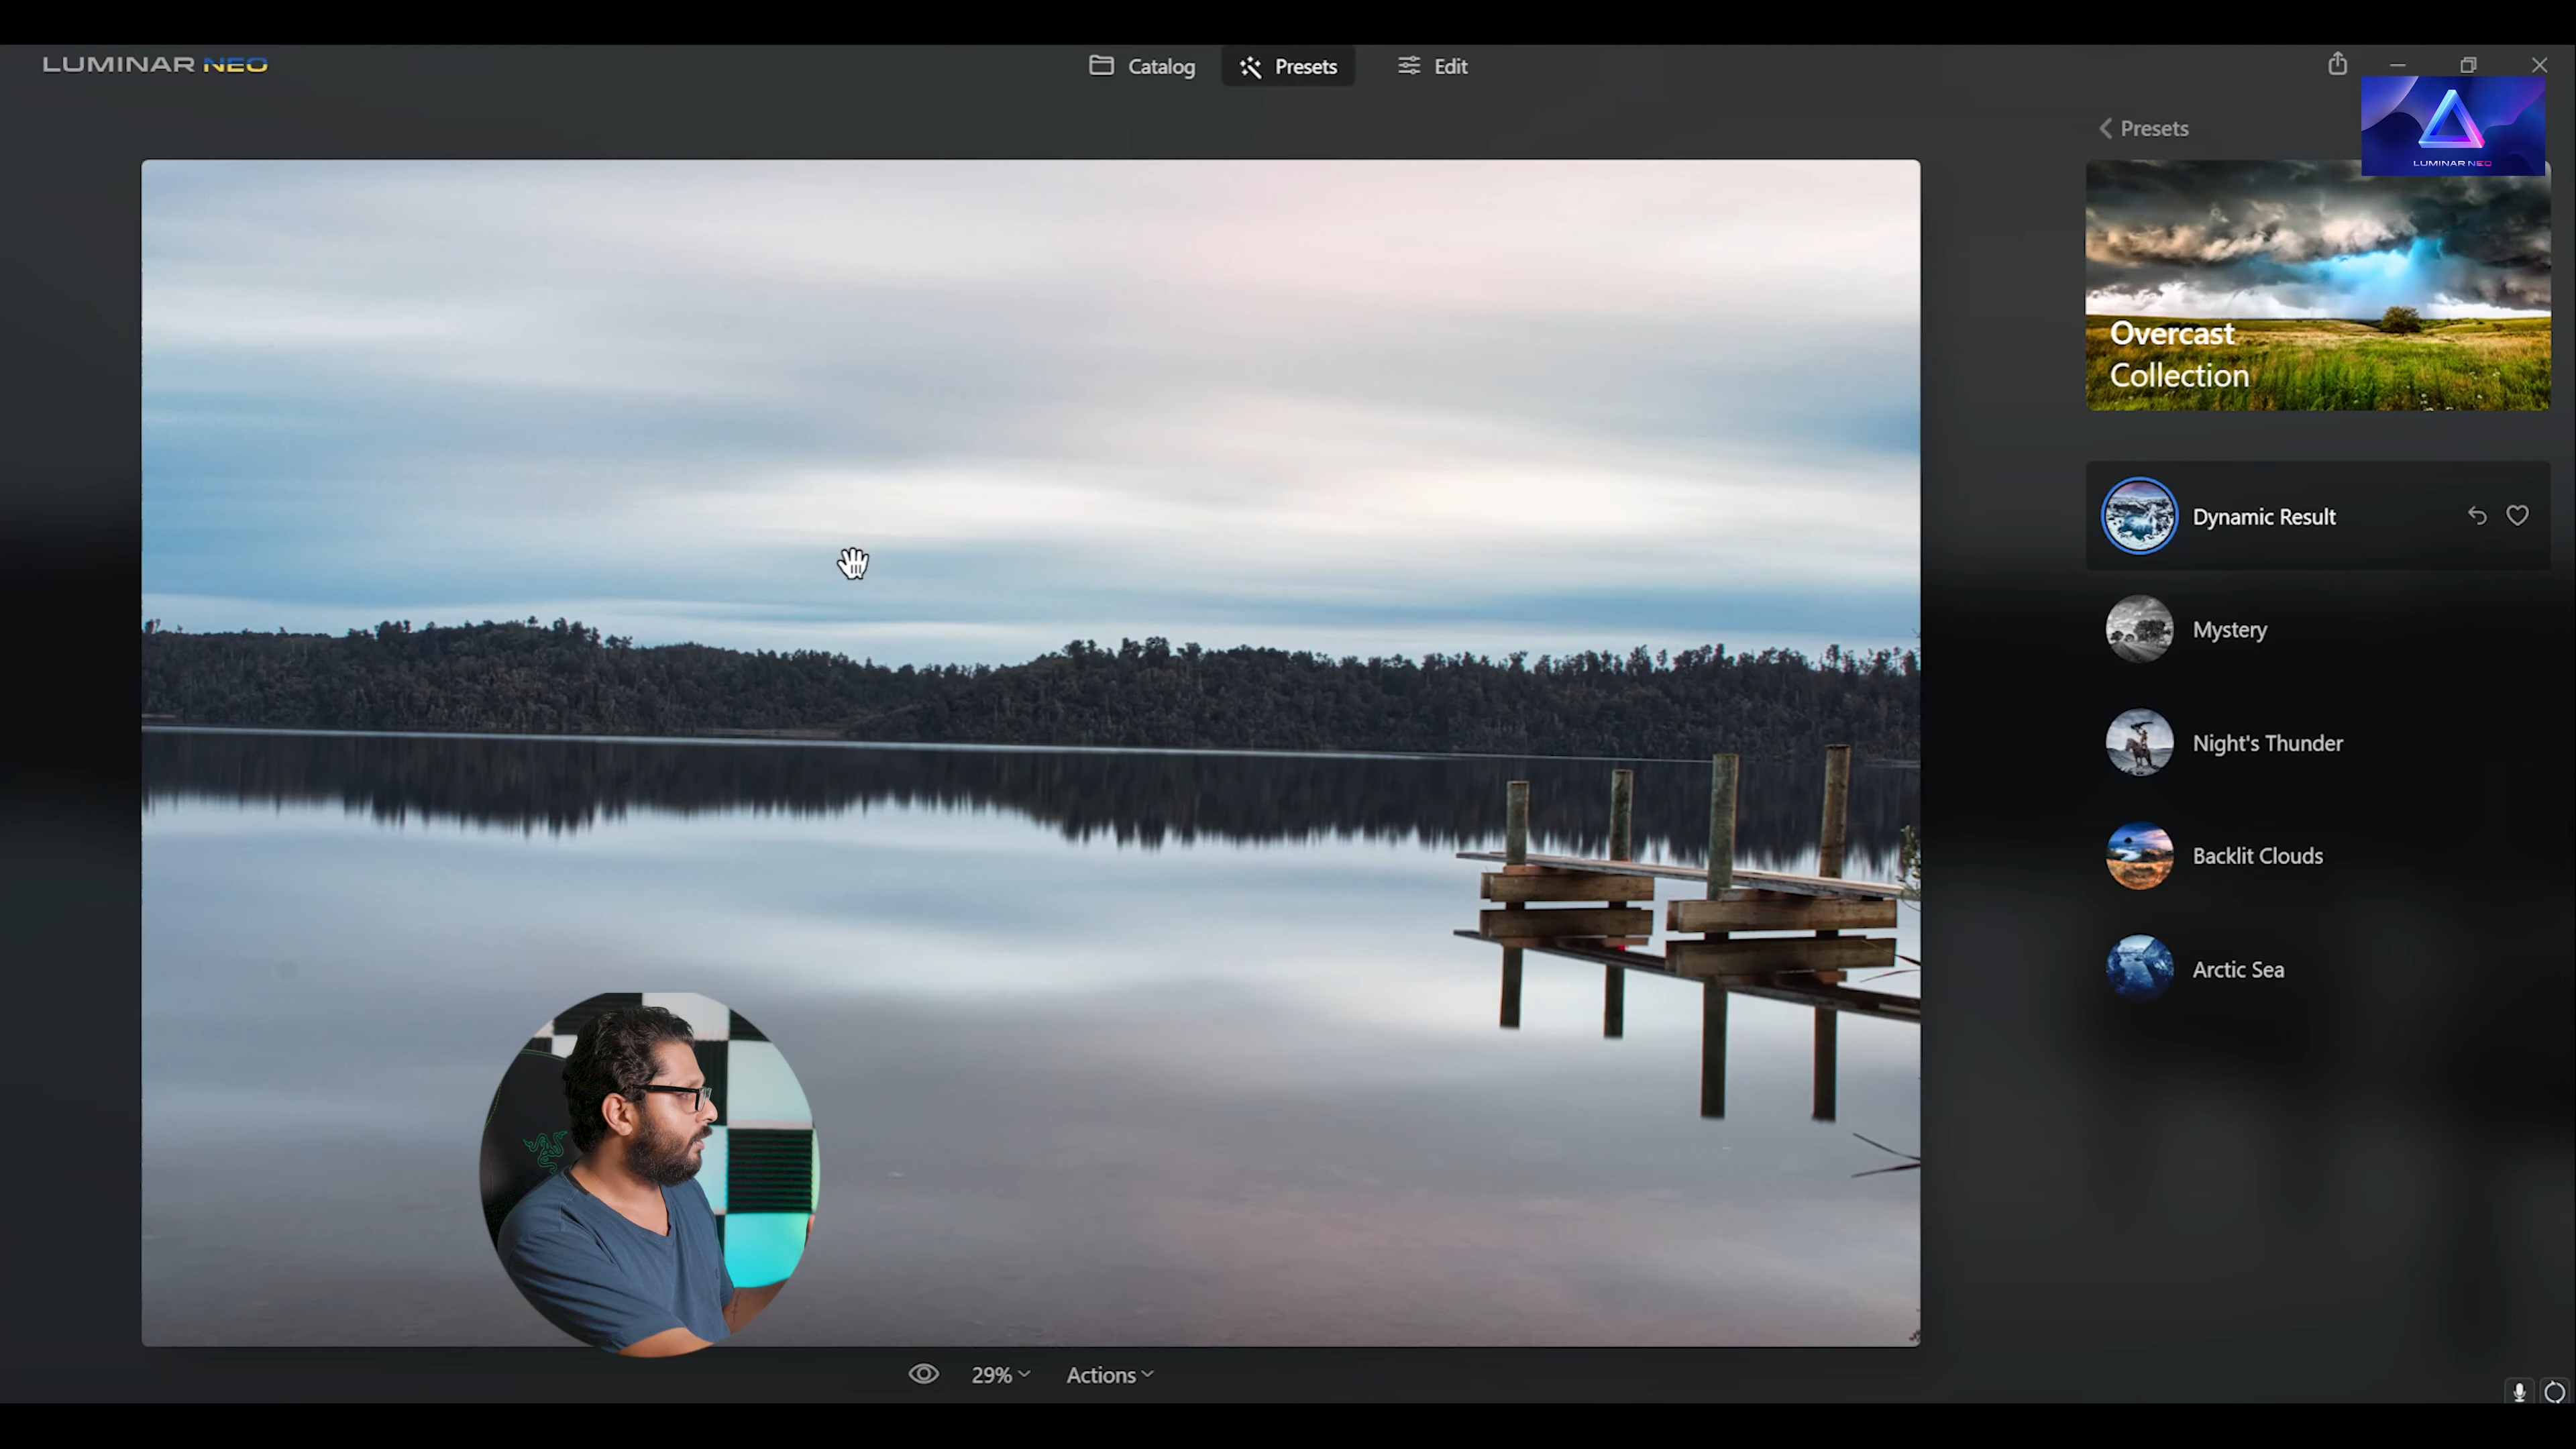 LUMINAR NEO
Catalog
Presets
Edit
Presets
LUMINAR NEO
Overcast
Collection
Dynamic Result
Mystery
Night's Thunder
Backlit Clouds
Arctic Sea
29%
Actions